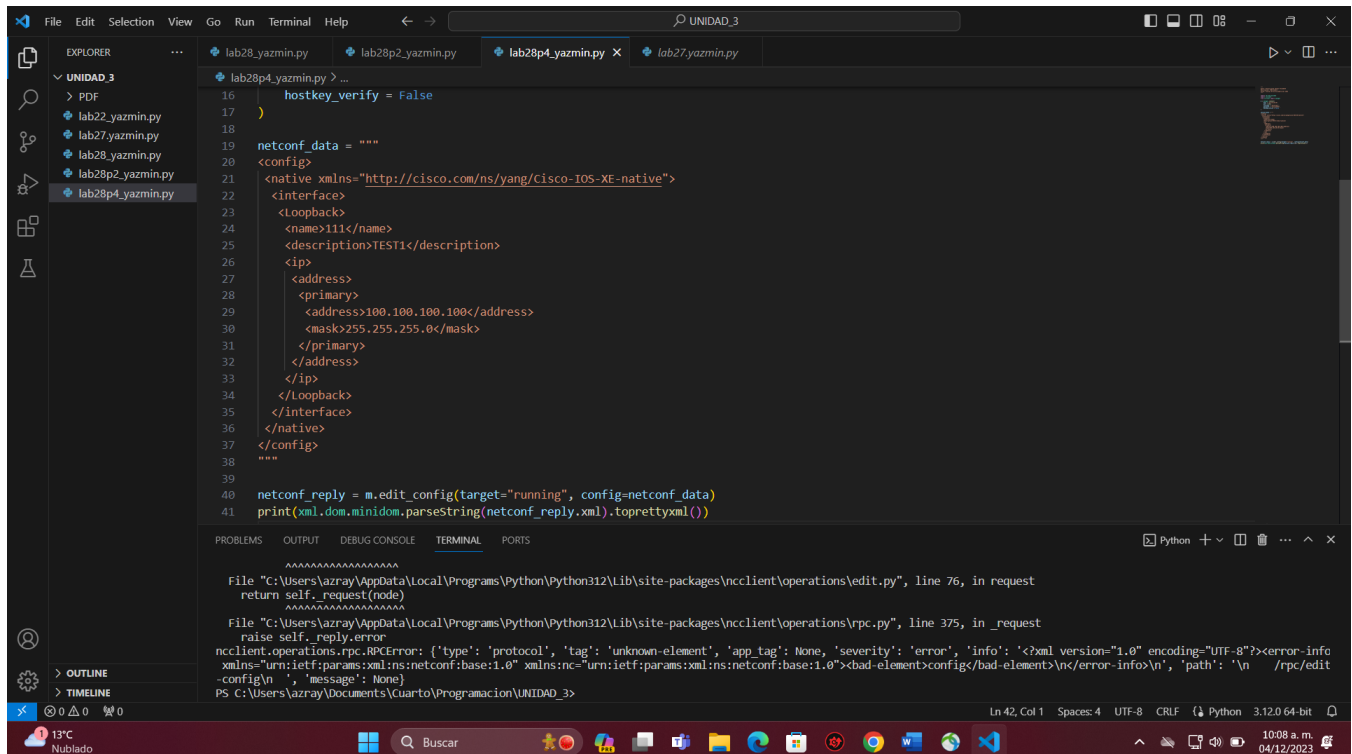 File Edit Selection View Go Run Terminal Help
UNIDAD_3
EXPLORER
UNIDAD_3
PDF
lab22_yazmin.py
lab27.yazmin.py
lab28_yazmin.py
lab28p2_yazmin.py
lab28p4_yazmin.py
OUTLINE
TIMELINE
lab28_yazmin.py lab28p2_yazmin.py lab28p4_yazmin.py lab27.yazmin.py
lab28p4_yazmin.py > ...
16 hostkey_verify = False
17 )
18
19 netconf_data = """
20 <config>
21 <native xmlns="http://cisco.com/ns/yang/Cisco-IOS-XE-native">
22 <interface>
23 <Loopback>
24 <name>111</name>
25 <description>TEST1</description>
26 <ip>
27 <address>
28 <primary>
29 <address>100.100.100.100</address>
30 <mask>255.255.255.0</mask>
31 </primary>
32 </address>
33 </ip>
34 </Loopback>
35 </interface>
36 </native>
37 </config>
38 """
39
40 netconf_reply = m.edit_config(target="running", config=netconf_data)
41 print(xml.dom.minidom.parseString(netconf_reply.xml).toprettyxml())
PROBLEMS OUTPUT DEBUG CONSOLE TERMINAL PORTS
Python
^^^^^^^^^^^^^^^^^^
File "C:\Users\azray\AppData\Local\Programs\Python\Python312\Lib\site-packages\ncclient\operations\edit.py", line 76, in request
return self._request(node)
^^^^^^^^^^^^^^^^^^^
File "C:\Users\azray\AppData\Local\Programs\Python\Python312\Lib\site-packages\ncclient\operations\rpc.py", line 375, in _request
raise self._reply.error
ncclient.operations.rpc.RPCError: {'type': 'protocol', 'tag': 'unknown-element', 'app_tag': None, 'severity': 'error', 'info': '<?xml version="1.0" encoding="UTF-8"?><error-info
xmlns="urn:ietf:params:xml:ns:netconf:base:1.0" xmlns:nc="urn:ietf:params:xml:ns:netconf:base:1.0"><bad-element>config</bad-element>\n</error-info>\n', 'path': '\n /rpc/edit
-config\n ', 'message': None}
PS C:\Users\azray\Documents\Cuarto\Programacion\UNIDAD_3>
0 0 0 Ln 42, Col 1 Spaces: 4 UTF-8 CRLF Python 3.12.0 64-bit
1 13°C
Nublado
Buscar
PRE
10:08 a. m.
04/12/2023